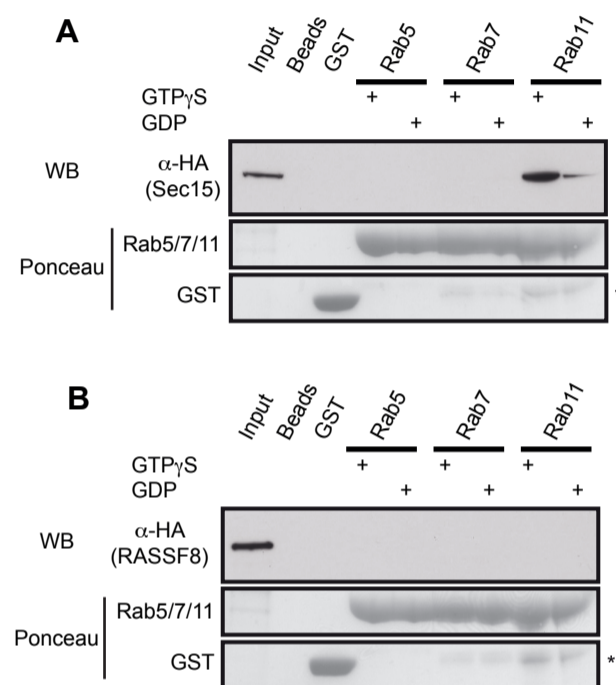 A
Input Beads GST Rab5 Rab7 Rab11
GTPγS + + +
GDP + + +
WB α-HA
(Sec15)
Rab5/7/11
Ponceau
GST
B
Input Beads GST Rab5 Rab7 Rab11
GTPγS + + +
GDP + + +
WB α-HA
(RASSF8)
Rab5/7/11
Ponceau
GST *